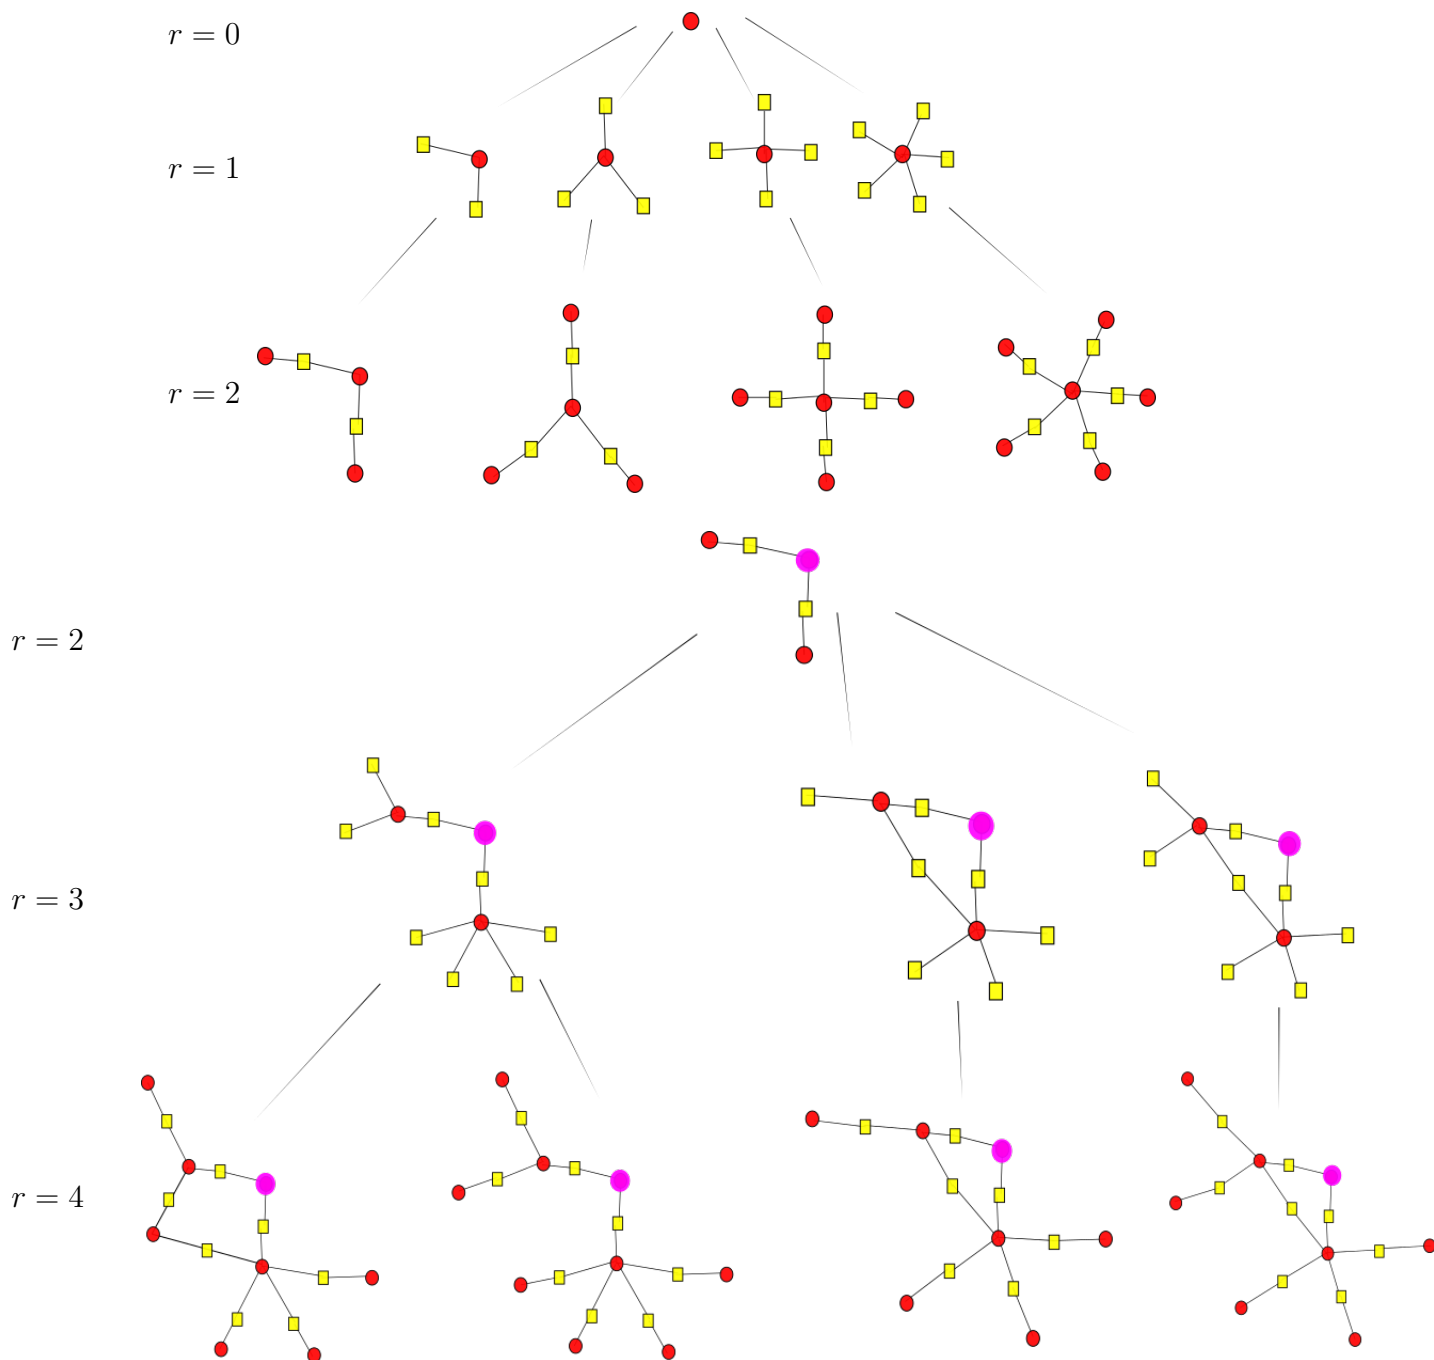 r = 0
r = 1
r = 2
r = 2
r = 3
r = 4